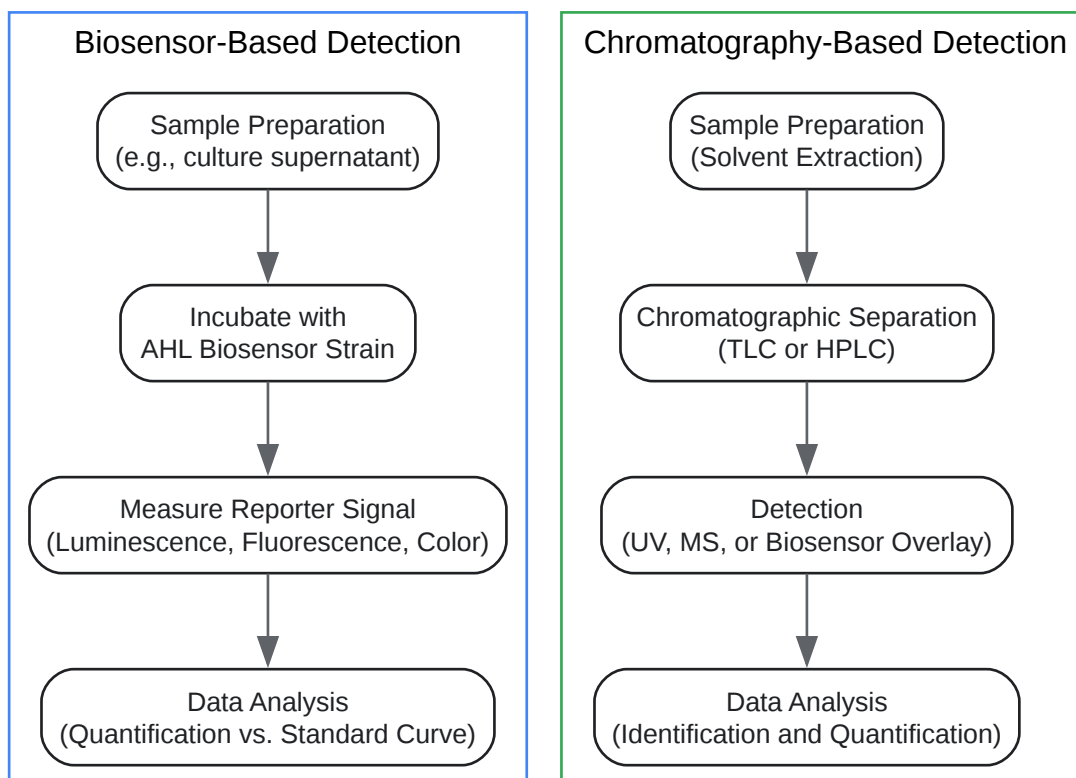 Biosensor-Based Detection
Sample Preparation
(e.g., culture supernatant)
Incubate with
AHL Biosensor Strain
Measure Reporter Signal
(Luminescence, Fluorescence, Color)
Data Analysis
(Quantification vs. Standard Curve)
Chromatography-Based Detection
Sample Preparation
(Solvent Extraction)
Chromatographic Separation
(TLC or HPLC)
Detection
(UV, MS, or Biosensor Overlay)
Data Analysis
(Identification and Quantification)